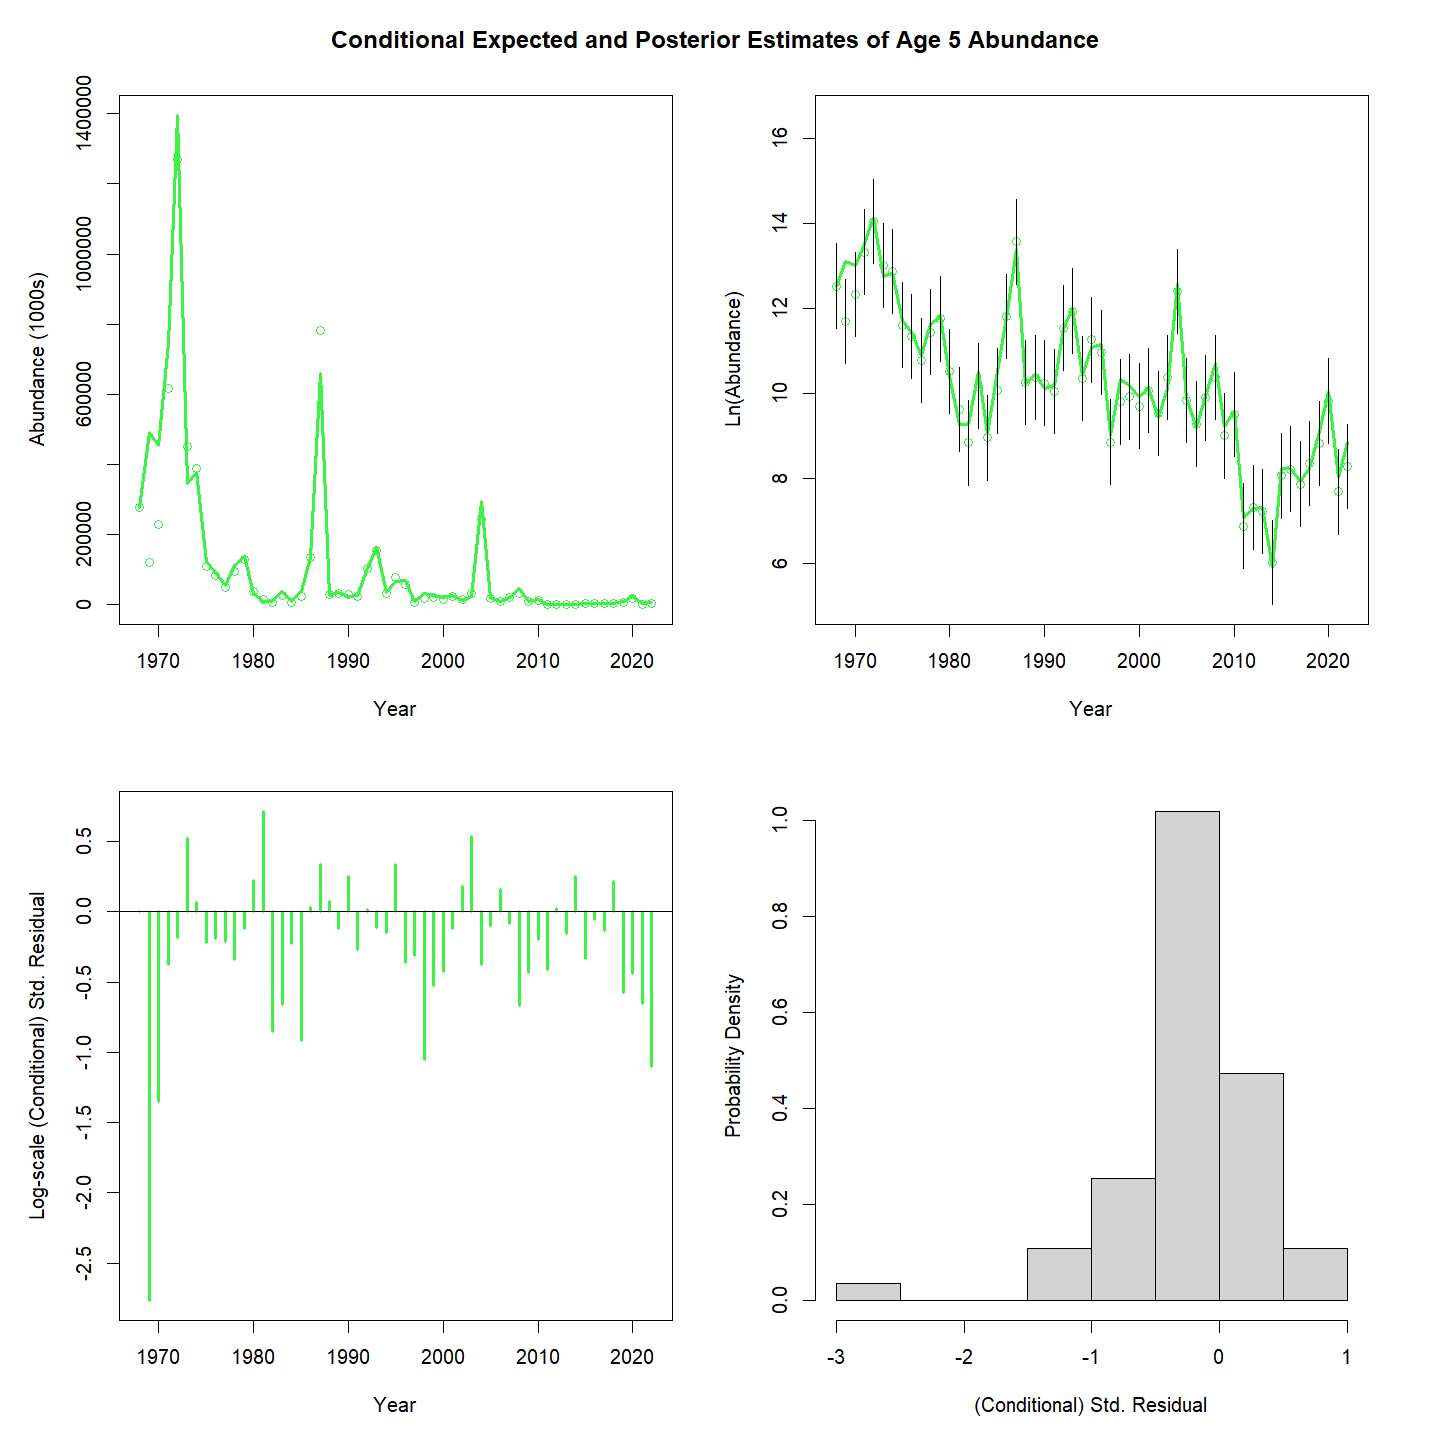 Conditional Expected and Posterior Estimates of Age 5 Abundance
Abundance (1000s)
1400000
1000000
600000
200000
0
1970 1980 1990 2000 2010 2020
Year
Ln(Abundance)
16
14
12
10
8
6
1970 1980 1990 2000 2010 2020
Year
Log-scale (Conditional) Std. Residual
0.5
0.0
-0.5
-1.0
-1.5
-2.0
-2.5
1970 1980 1990 2000 2010 2020
Year
Probability Density
1.0
0.8
0.6
0.4
0.2
0.0
-3 -2 -1 0 1
(Conditional) Std. Residual